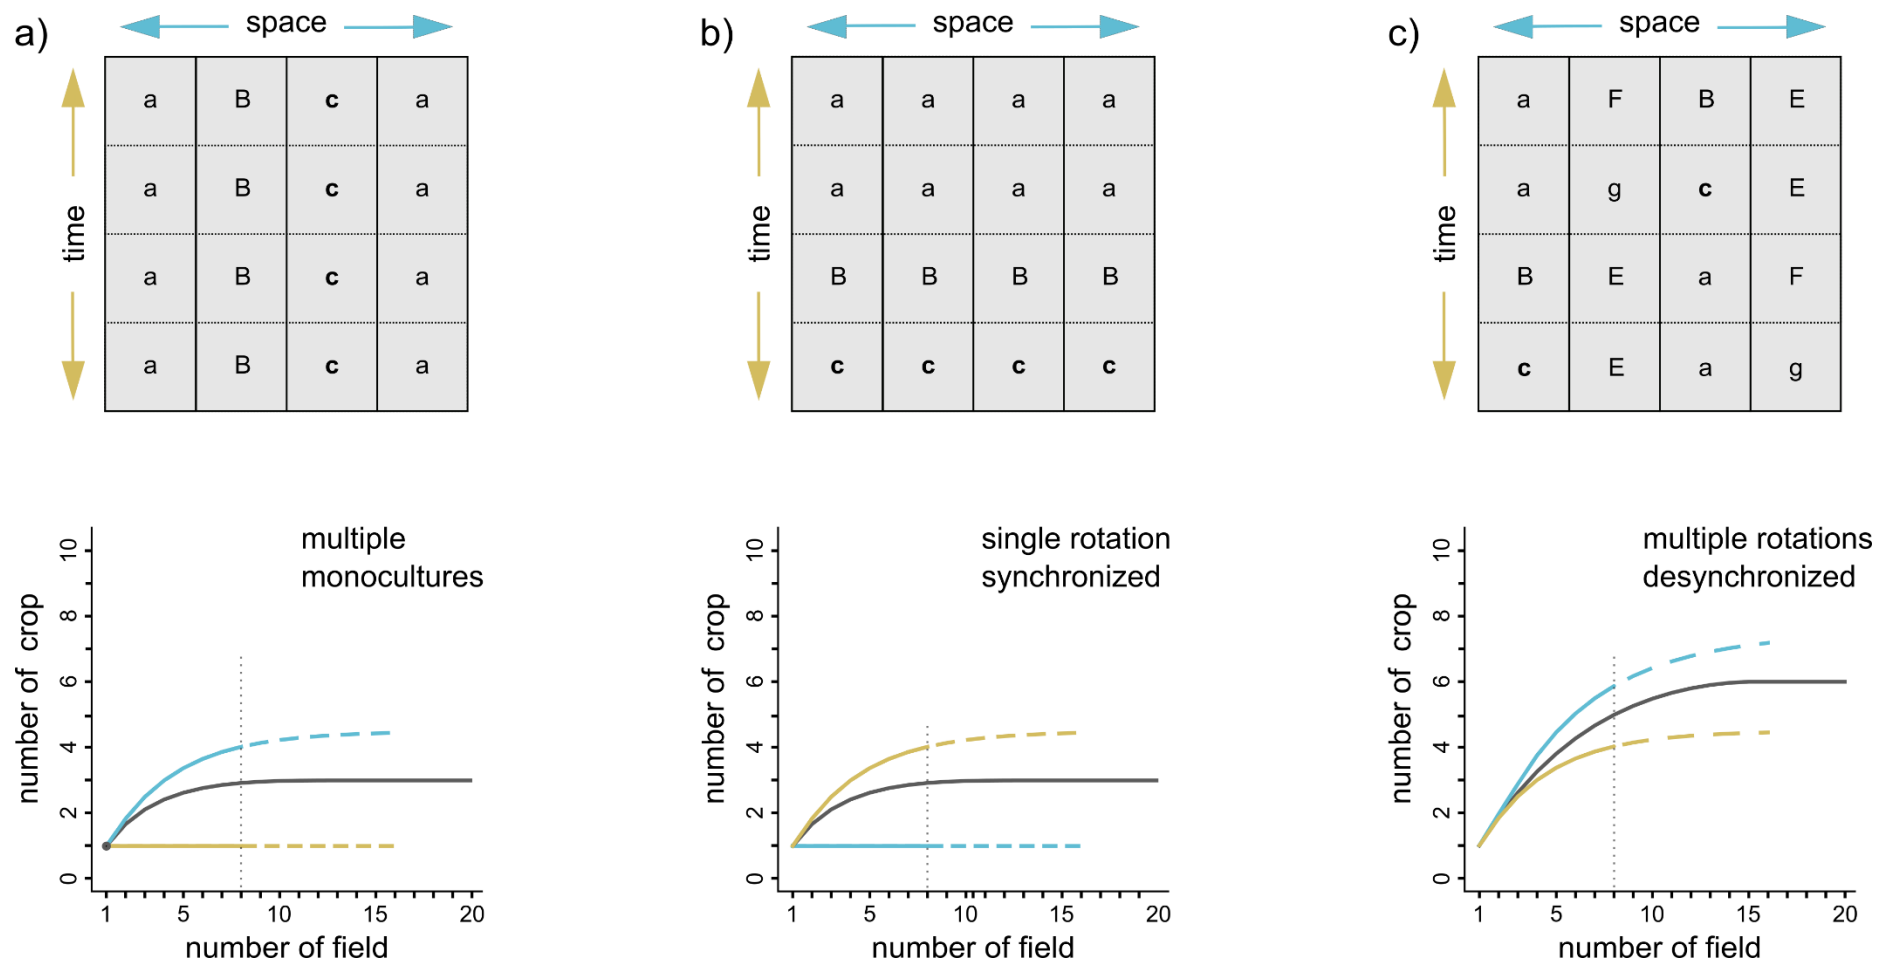 a)
space
time
a B c a
a B c a
a B c a
a B c a
b)
space
time
a a a a
a a a a
B B B B
c c c c
c)
space
time
a F B E
a g c E
B E a F
c E a g
multiple
monocultures
number of crop
10
8
6
4
2
0
1 5 10 15 20
number of field
single rotation
synchronized
number of crop
10
8
6
4
2
0
1 5 10 15 20
number of field
multiple rotations
desynchronized
number of crop
10
8
6
4
2
0
1 5 10 15 20
number of field